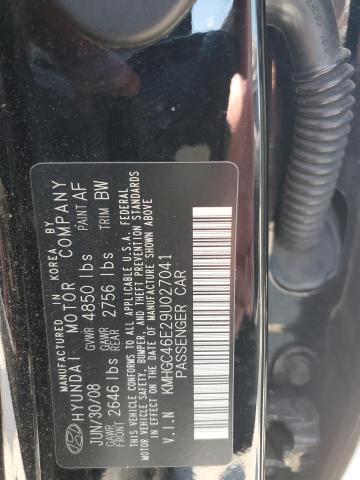 MANUFACTURED IN KOREA BY
HYUNDAI MOTOR COMPANY
JUN/30/08 GVWR 4850 lbs PAINT AF
GAWR FRONT 2646 lbs GAWR REAR 2756 lbs TRIM BW
THIS VEHICLE CONFORMS TO ALL APPLICABLE U.S.A. FEDERAL
MOTOR VEHICLE SAFETY, BUMPER, AND THEFT PREVENTION STANDARDS
IN EFFECT ON THE DATE OF MANUFACTURE SHOWN ABOVE.
V.I.N KMHGC46E29U027041
PASSENGER CAR